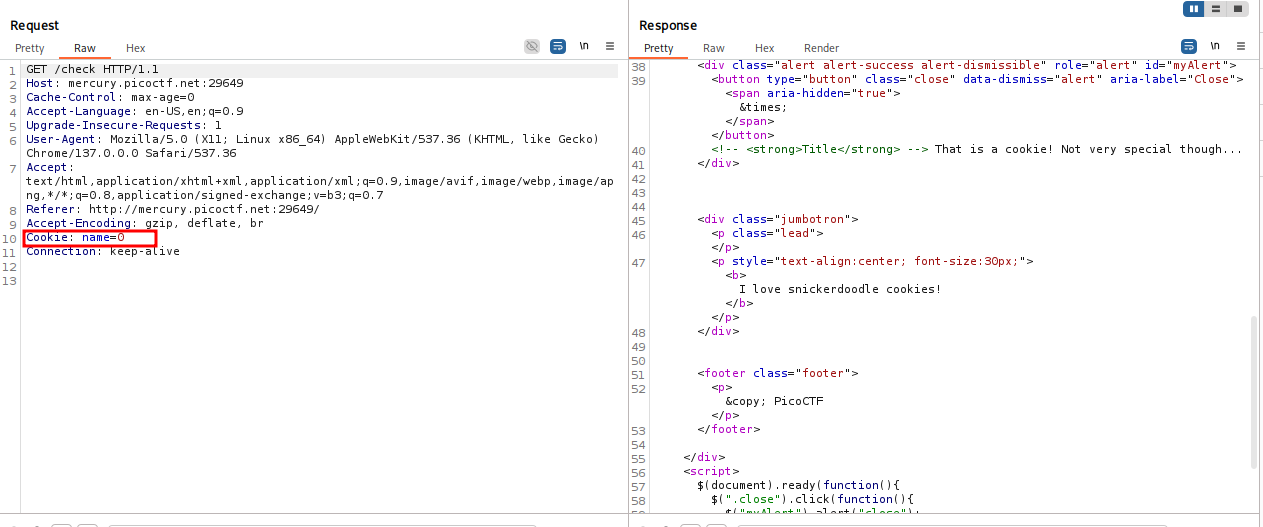 Request
Pretty Raw Hex \n
1 GET /check HTTP/1.1
2 Host: mercury.picoctf.net:29649
3 Cache-Control: max-age=0
4 Accept-Language: en-US,en;q=0.9
5 Upgrade-Insecure-Requests: 1
6 User-Agent: Mozilla/5.0 (X11; Linux x86_64) AppleWebKit/537.36 (KHTML, like Gecko)
Chrome/137.0.0.0 Safari/537.36
7 Accept:
text/html,application/xhtml+xml,application/xml;q=0.9,image/avif,image/webp,image/ap
ng,*/*;q=0.8,application/signed-exchange;v=b3;q=0.7
8 Referer: http://mercury.picoctf.net:29649/
9 Accept-Encoding: gzip, deflate, br
10 Cookie: name=0
11 Connection: keep-alive
12
13
Response
Pretty Raw Hex Render \n
38 <div class="alert alert-success alert-dismissible" role="alert" id="myAlert">
39 <button type="button" class="close" data-dismiss="alert" aria-label="Close">
<span aria-hidden="true">
&times;
</span>
</button>
40 <!-- <strong>Title</strong> --> That is a cookie! Not very special though...
41 </div>
42
43
44
45 <div class="jumbotron">
46 <p class="lead">
</p>
47 <p style="text-align:center; font-size:30px;">
<b>
I love snickerdoodle cookies!
</b>
</p>
48 </div>
49
50
51 <footer class="footer">
52 <p>
&copy; PicoCTF
</p>
53 </footer>
54
55 </div>
56 <script>
57 $(document).ready(function(){
58 $(".close").click(function(){
59 $("myAlert").alert("close");